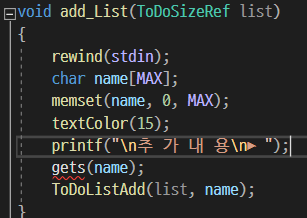 void add_List(ToDoSizeRef list)
{
rewind(stdin);
char name[MAX];
memset(name, 0, MAX);
textColor(15);
printf("\n추 가 내 용\n▶ ");
gets(name);
ToDoListAdd(list, name);
}